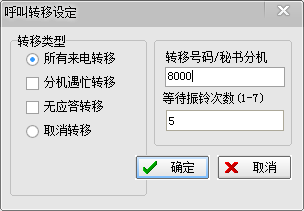 呼叫转移设定
转移类型
所有来电转移
分机遇忙转移
无应答转移
取消转移
转移号码/秘书分机
8000
等待振铃次数(1-7)
5
确定
取消